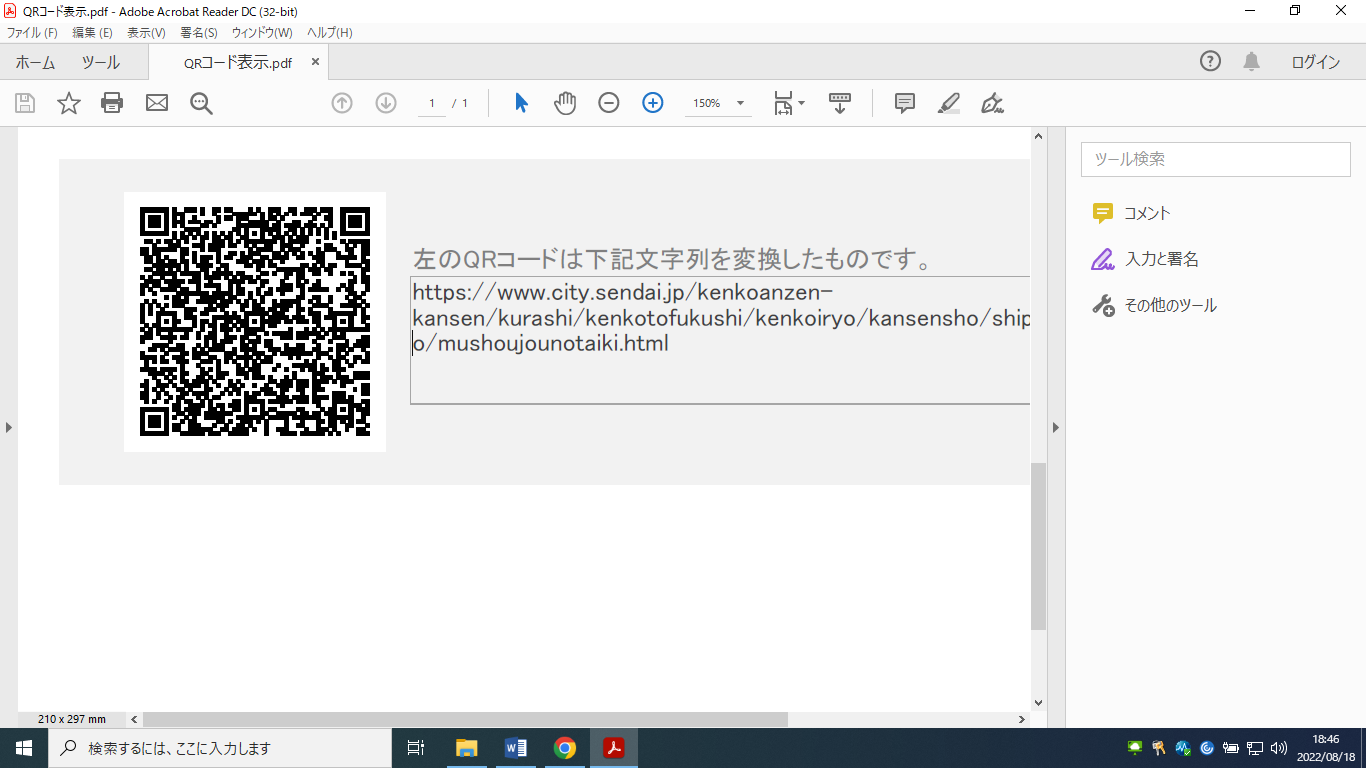 QRコード表示.pdf - Adobe Acrobat Reader DC (32-bit)
ファイル (F) 編集 (E) 表示(V) 署名(S) ウィンドウ(W) ヘルプ(H)
ホーム ツール QRコード表示.pdf × ログイン
1 / 1 150%
ツール検索
コメント
入力と署名
その他のツール
左のQRコードは下記文字列を変換したものです。
https://www.city.sendai.jp/kenkoanzen-
kansen/kurashi/kenkotofukushi/kenkoiryo/kansensho/ship
o/mushoujounotaiki.html
210 x 297 mm
検索するには、ここに入力します
18:46
2022/08/18